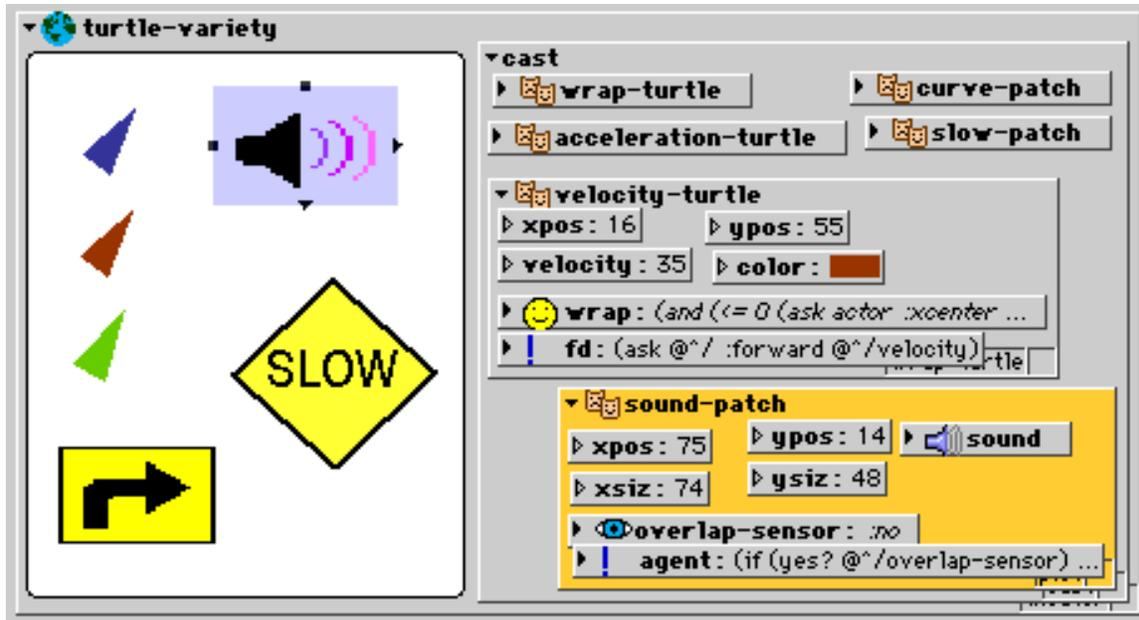 turtle-variety
SLOW
cast
wrap-turtle
curve-patch
acceleration-turtle
slow-patch
velocity-turtle
xpos: 16
ypos: 55
velocity: 35
color:
wrap: (and (<= 0 (ask actor :xcenter ...
fd: (ask @^/ :forward @^/velocity)
sound-patch
xpos: 75
ypos: 14
sound
xsiz: 74
ysiz: 48
overlap-sensor: :no
agent: (if (yes? @^/overlap-sensor) ...